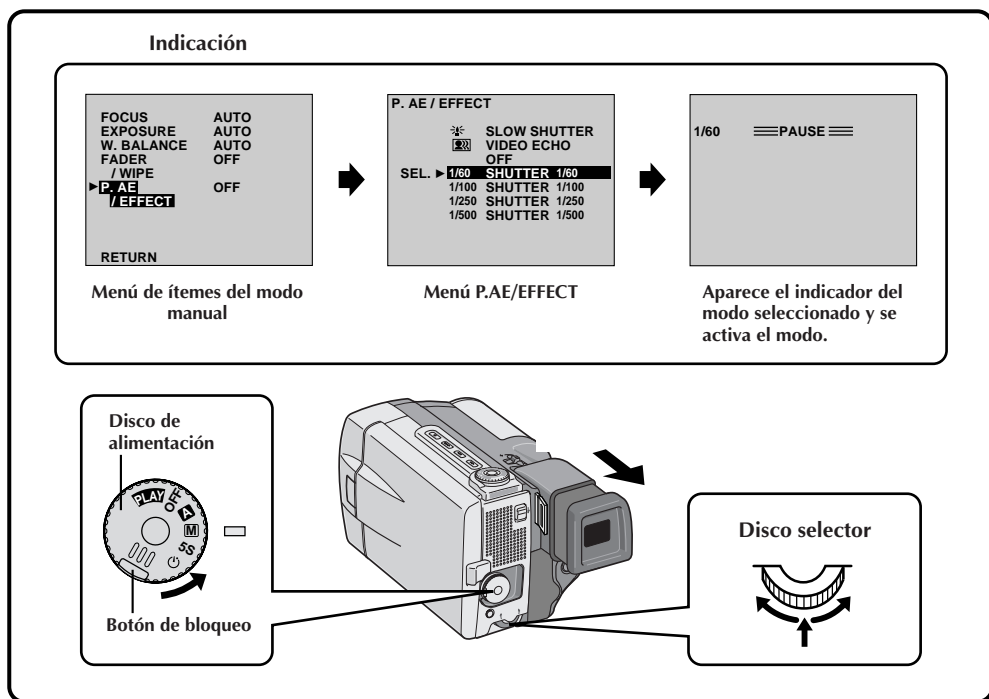 Indicación
FOCUS AUTO
EXPOSURE AUTO
W. BALANCE AUTO
FADER OFF
/ WIPE
P. AE OFF
/ EFFECT
RETURN
Menú de ítemes del modo
manual
P. AE / EFFECT
SLOW SHUTTER
VIDEO ECHO
OFF
SEL. ► 1/60 SHUTTER 1/60
1/100 SHUTTER 1/100
1/250 SHUTTER 1/250
1/500 SHUTTER 1/500
Menú P.AE/EFFECT
1/60 PAUSE
Aparece el indicador del
modo seleccionado y se
activa el modo.
Disco de
alimentación
PLAY
OFF
A
M
5S
Botón de bloqueo
Disco selector